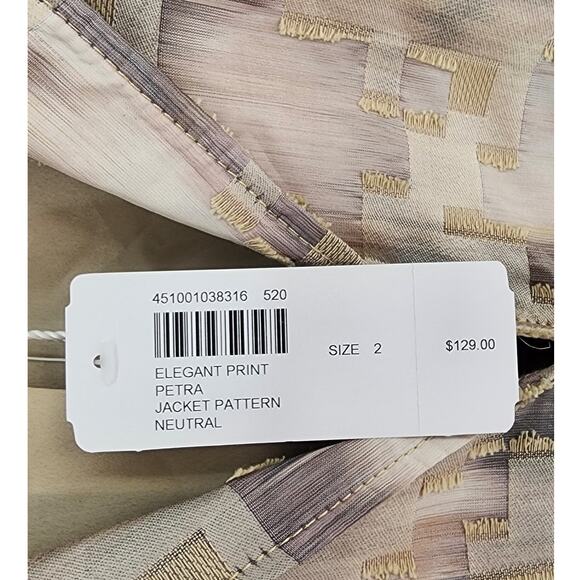 451001038316 520
ELEGANT PRINT
PETRA
JACKET PATTERN
NEUTRAL
SIZE 2
$129.00